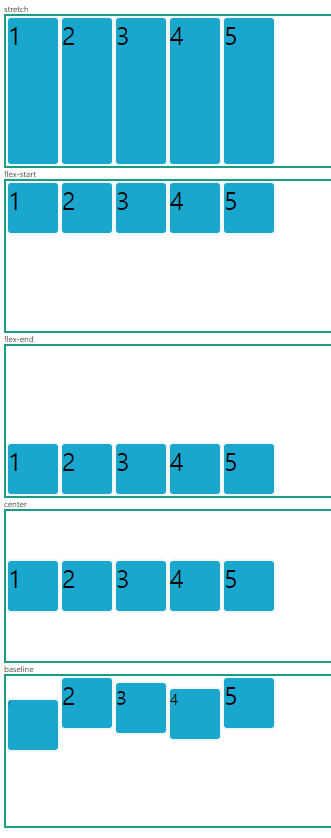 stretch
1 2 3 4 5
flex-start
1 2 3 4 5
flex-end
1 2 3 4 5
center
1 2 3 4 5
baseline
2 3 4 5